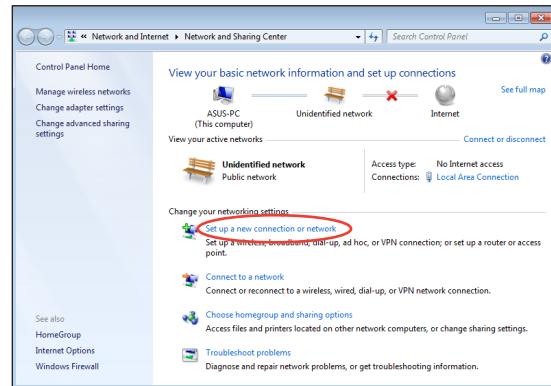 « Network and Internet ▸ Network and Sharing Center
Search Control Panel
Control Panel Home
Manage wireless networks
Change adapter settings
Change advanced sharing
settings
See also
HomeGroup
Internet Options
Windows Firewall
View your basic network information and set up connections
See full map
ASUS-PC
(This computer)
Unidentified network
Internet
View your active networks
Connect or disconnect
Unidentified network
Public network
Access type: No Internet access
Connections: Local Area Connection
Change your networking settings
Set up a new connection or network
Set up a wireless, broadband, dial-up, ad hoc, or VPN connection; or set up a router or access
point.
Connect to a network
Connect or reconnect to a wireless, wired, dial-up, or VPN network connection.
Choose homegroup and sharing options
Access files and printers located on other network computers, or change sharing settings.
Troubleshoot problems
Diagnose and repair network problems, or get troubleshooting information.